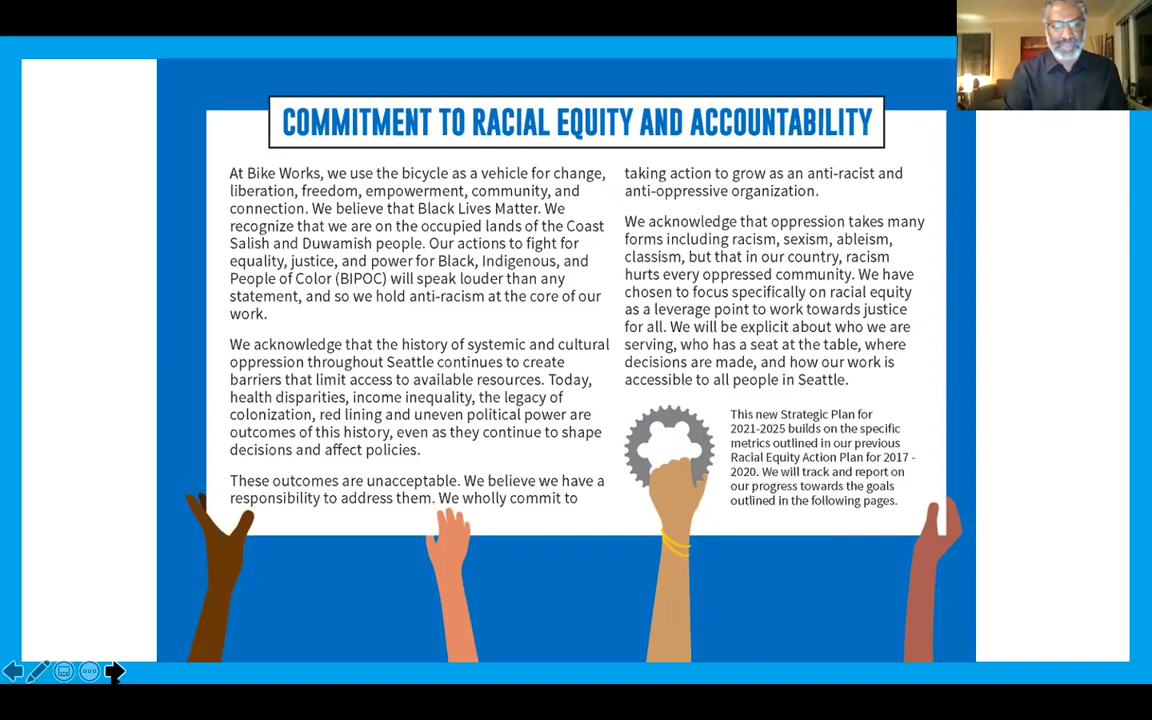 COMMITMENT TO RACIAL EQUITY AND ACCOUNTABILITY
At Bike Works, we use the bicycle as a vehicle for change,
liberation, freedom, empowerment, community, and
connection. We believe that Black Lives Matter. We
recognize that we are on the occupied lands of the Coast
Salish and Duwamish people. Our actions to fight for
equality, justice, and power for Black, Indigenous, and
People of Color (BIPOC) will speak louder than any
statement, and so we hold anti-racism at the core of our
work.
We acknowledge that the history of systemic and cultural
oppression throughout Seattle continues to create
barriers that limit access to available resources. Today,
health disparities, income inequality, the legacy of
colonization, red lining and uneven political power are
outcomes of this history, even as they continue to shape
decisions and affect policies.
These outcomes are unacceptable. We believe we have a
responsibility to address them. We wholly commit to
taking action to grow as an anti-racist and
anti-oppressive organization.
We acknowledge that oppression takes many
forms including racism, sexism, ableism,
classism, but that in our country, racism
hurts every oppressed community. We have
chosen to focus specifically on racial equity
as a leverage point to work towards justice
for all. We will be explicit about who we are
serving, who has a seat at the table, where
decisions are made, and how our work is
accessible to all people in Seattle.
This new Strategic Plan for
2021-2025 builds on the specific
metrics outlined in our previous
Racial Equity Action Plan for 2017 -
2020. We will track and report on
our progress towards the goals
outlined in the following pages.